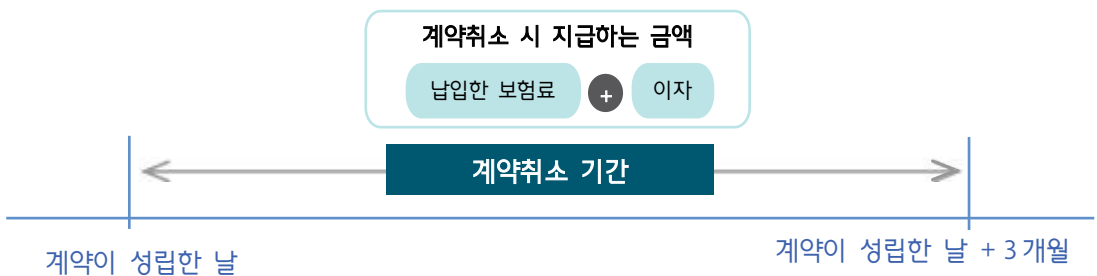 계약취소 시 지급하는 금액
납입한 보험료 + 이자
계약취소 기간
계약이 성립한 날
계약이 성립한 날 + 3개월